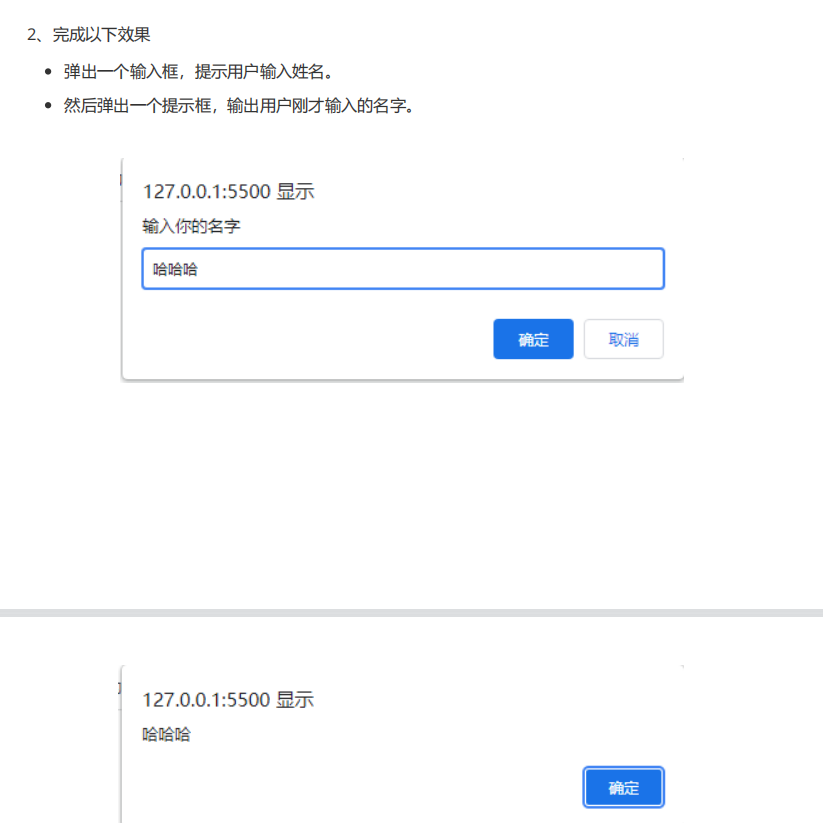 2、完成以下效果
弹出一个输入框，提示用户输入姓名。
然后弹出一个提示框，输出用户刚才输入的名字。
127.0.0.1:5500 显示
输入你的名字
哈哈哈
确定 取消
127.0.0.1:5500 显示
哈哈哈
确定